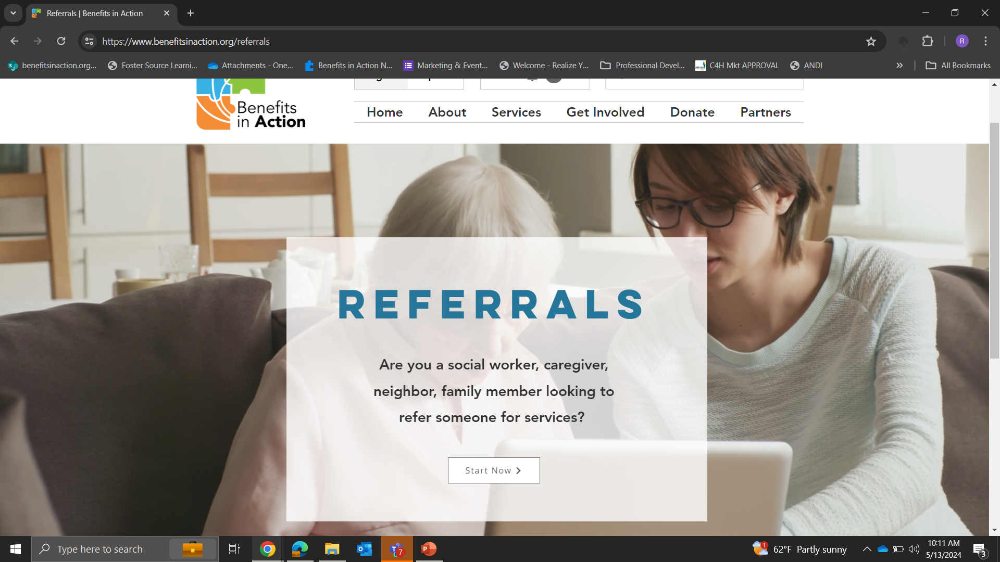 Referrals | Benefits in Action
https://www.benefitsinaction.org/referrals
R
benefitsinaction.org...
Foster Source Learni...
Attachments - One...
Benefits in Action N...
Marketing & Event...
Welcome - Realize Y...
Professional Devel...
C4H Mkt APPROVAL
ANDI
All Bookmarks
Benefits
in Action
Home
About
Services
Get Involved
Donate
Partners
REFERRALS
Are you a social worker, caregiver,
neighbor, family member looking to
refer someone for services?
Start Now
Type here to search
7
1
62°F Partly sunny
10:11 AM
5/13/2024
3